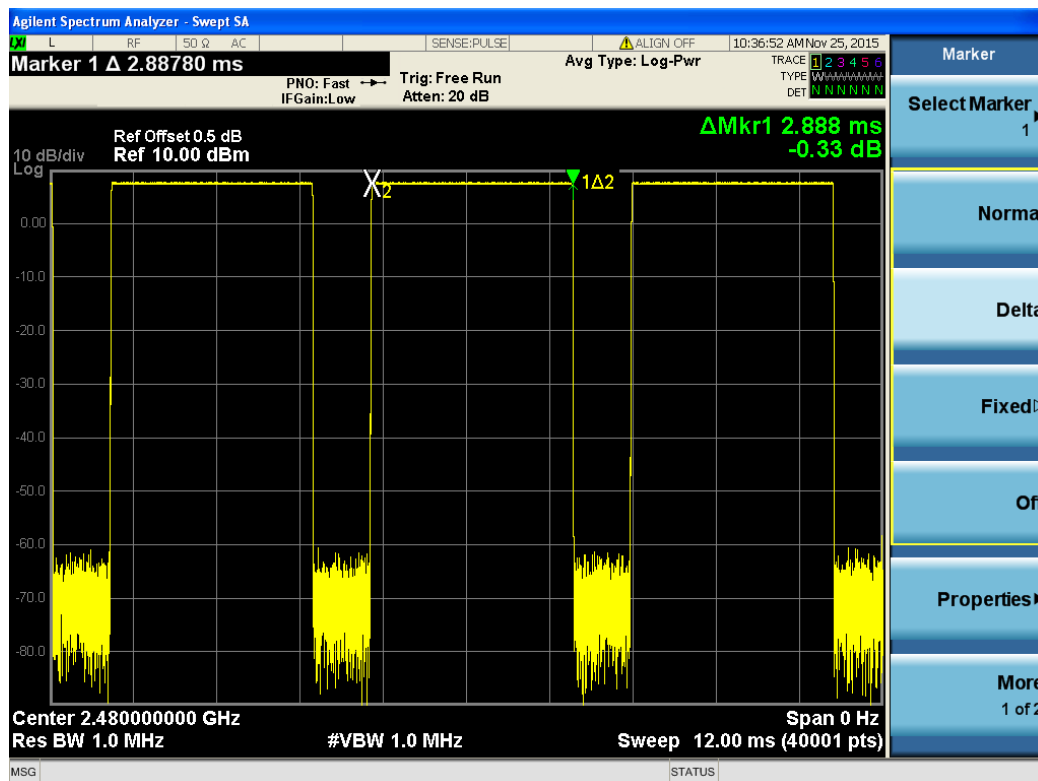 Agilent Spectrum Analyzer - Swept SA
LXI L RF 50 Ω AC SENSE:PULSE ALIGN OFF 10:36:52 AM Nov 25, 2015
Marker 1 Δ 2.88780 ms
PNO: Fast
IFGain:Low
Trig: Free Run
Atten: 20 dB
Avg Type: Log-Pwr
TRACE 1 2 3 4 5 6
TYPE WWWWWW
DET N N N N N N
ΔMkr1 2.888 ms
-0.33 dB
Ref Offset 0.5 dB
10 dB/div Ref 10.00 dBm
Log
X2
1Δ2
0.00
-10.0
-20.0
-30.0
-40.0
-50.0
-60.0
-70.0
-80.0
Center 2.480000000 GHz Span 0 Hz
Res BW 1.0 MHz #VBW 1.0 MHz Sweep 12.00 ms (40001 pts)
MSG STATUS
Marker
Select Marker
1
Norma
Delta
Fixed
Of
Properties
More
1 of 2